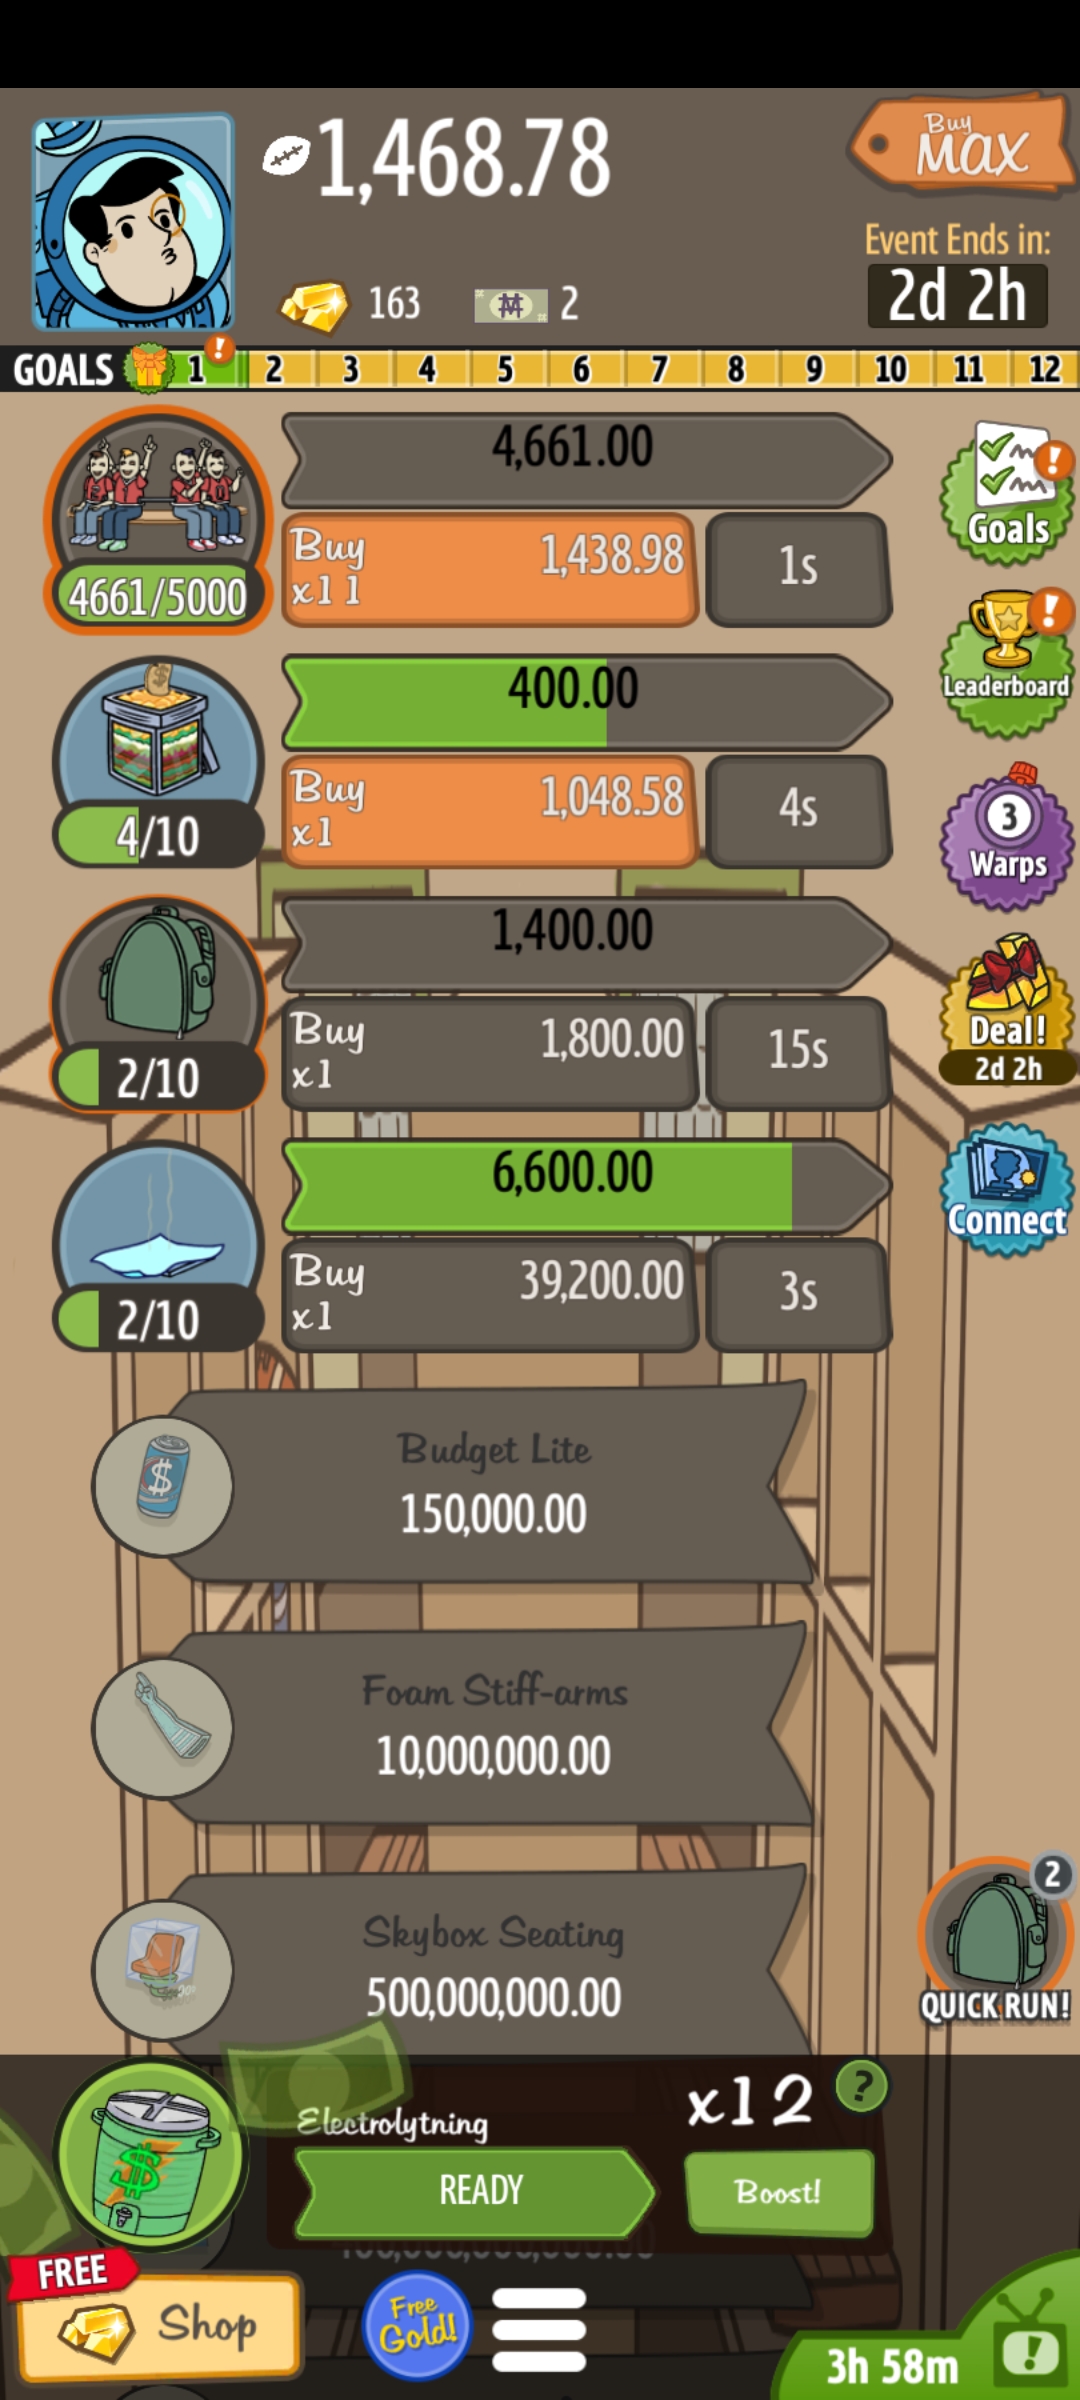 1,468.78
Buy
MAX
Event Ends in:
2d 2h
163
2
GOALS 1 ! 2 3 4 5 6 7 8 9 10 11 12
4,661.00
4661/5000
Buy
x11
1,438.98
1s
!
Goals
400.00
4/10
Buy
x1
1,048.58
4s
!
Leaderboard
3
Warps
1,400.00
2/10
Buy
x1
1,800.00
15s
Deal!
2d 2h
6,600.00
2/10
Buy
x1
39,200.00
3s
Connect
Budget Lite
150,000.00
Foam Stiff-arms
10,000,000.00
Skybox Seating
500,000,000.00
2
QUICK RUN!
Electrolytning
READY
x12
?
Boost!
FREE
Shop
Free
Gold!
3h 58m
!